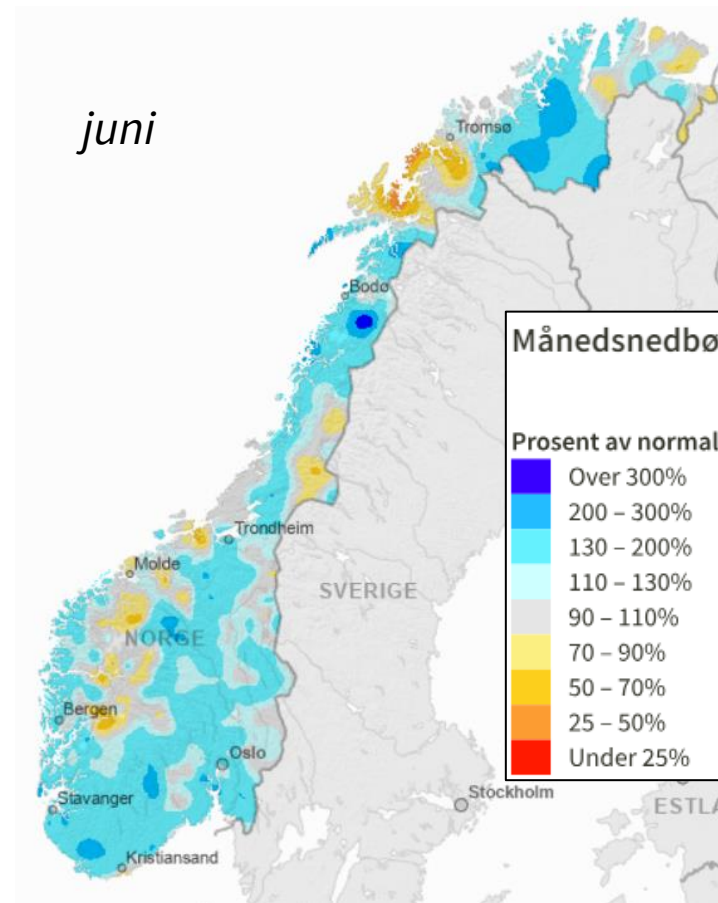 juni
Tromsø
Bodø
Månedsnedbø
Prosent av normal
Over 300%
200 – 300%
130 – 200%
110 – 130%
90 – 110%
70 – 90%
50 – 70%
25 – 50%
Under 25%
Trondheim
Molde
SVERIGE
NORGE
Bergen
Oslo
Stavanger
Stockholm
ESTLA
Kristiansand